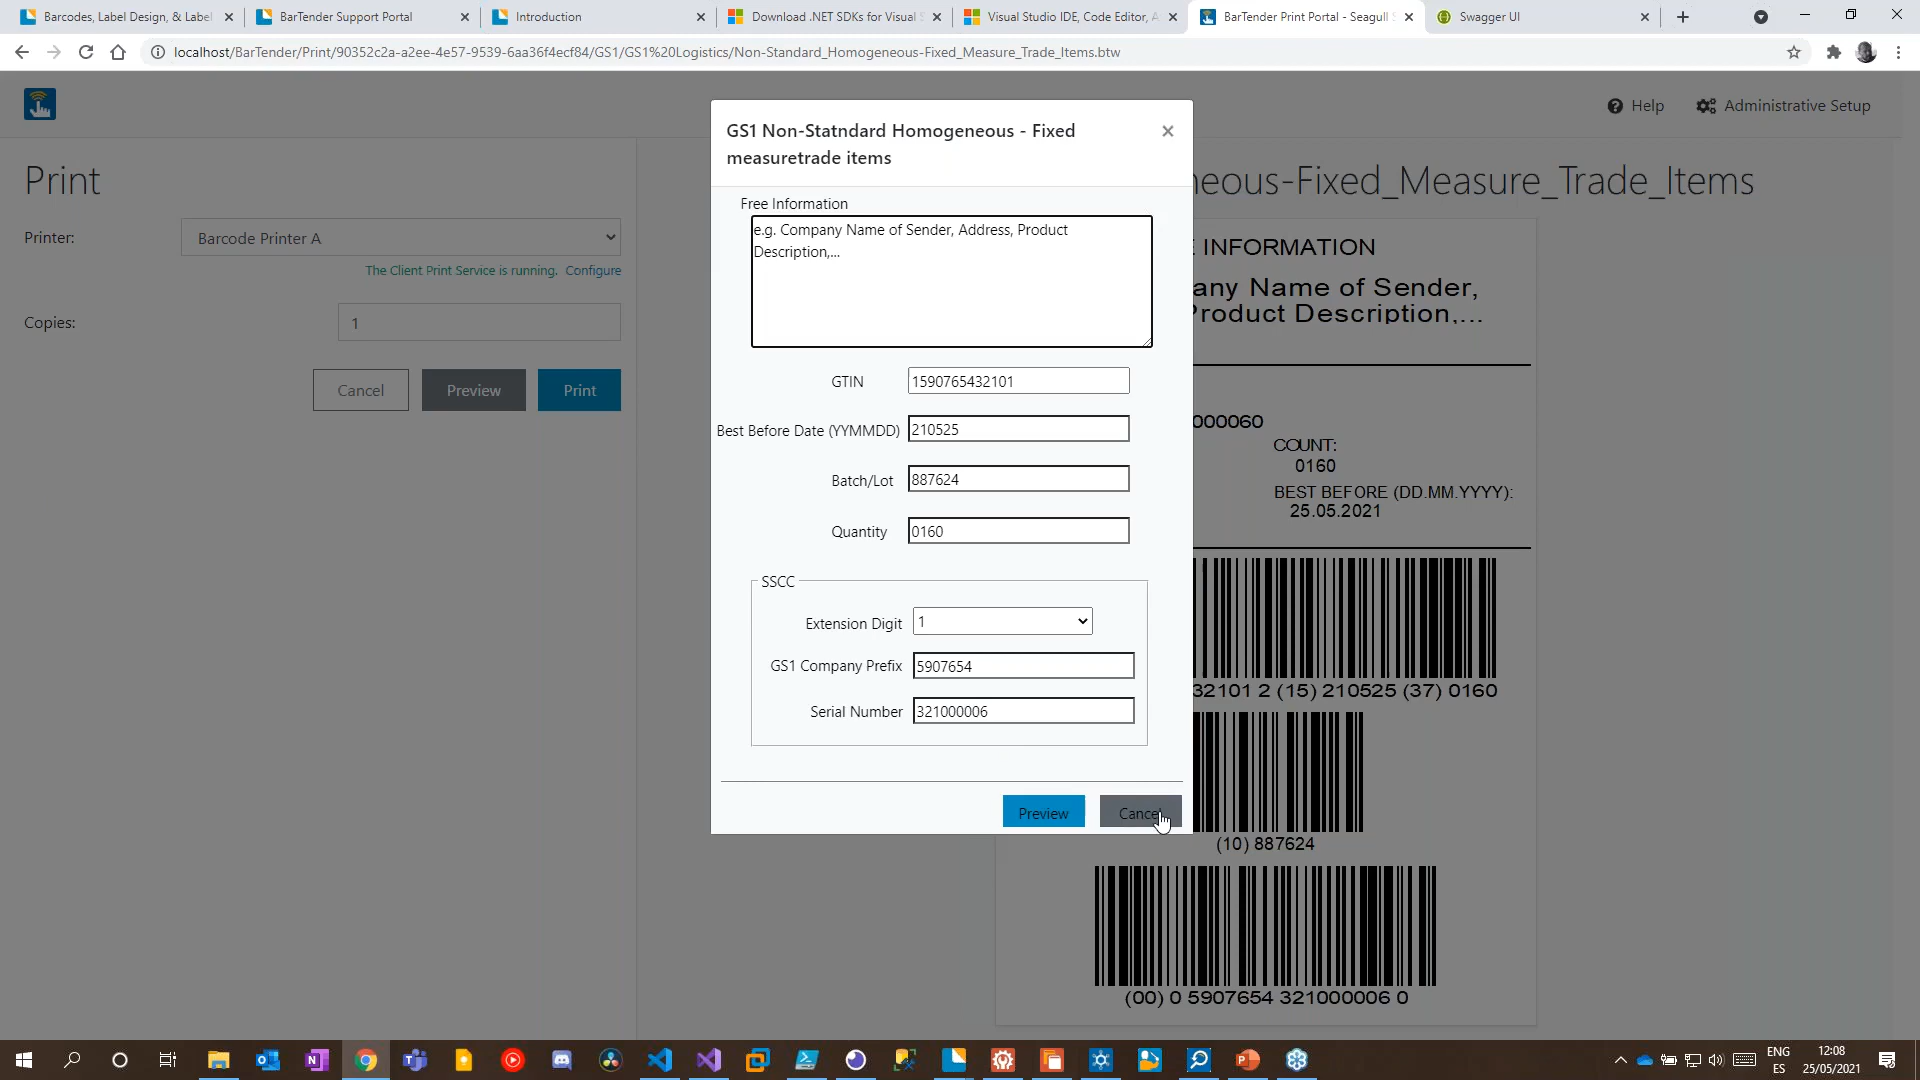 Barcodes, Label Design, & Label
BarTender Support Portal
Introduction
Download .NET SDKs for Visual S
Visual Studio IDE, Code Editor, A
BarTender Print Portal - Seagull S
Swagger UI
localhost/BarTender/Print/90352c2a-a2ee-4e57-9539-6aa36f4ecf84/GS1/GS1%20Logistics/Non-Standard_Homogeneous-Fixed_Measure_Trade_Items.btw
Help
Administrative Setup
Print
Printer:
Barcode Printer A
The Client Print Service is running. Configure
Copies:
1
Cancel
Preview
Print
GS1 Non-Statndard Homogeneous - Fixed
measuretrade items
Free Information
e.g. Company Name of Sender, Address, Product
Description,...
GTIN
1590765432101
Best Before Date (YYMMDD)
210525
Batch/Lot
887624
Quantity
0160
SSCC
Extension Digit
1
GS1 Company Prefix
5907654
Serial Number
321000006
Preview
Cancel
neous-Fixed_Measure_Trade_Items
INFORMATION
any Name of Sender,
Product Description,...
000060
COUNT:
0160
BEST BEFORE (DD.MM.YYYY):
25.05.2021
32101 2 (15) 210525 (37) 0160
(10) 887624
(00) 0 5907654 321000006 0
ENG
ES
12:08
25/05/2021